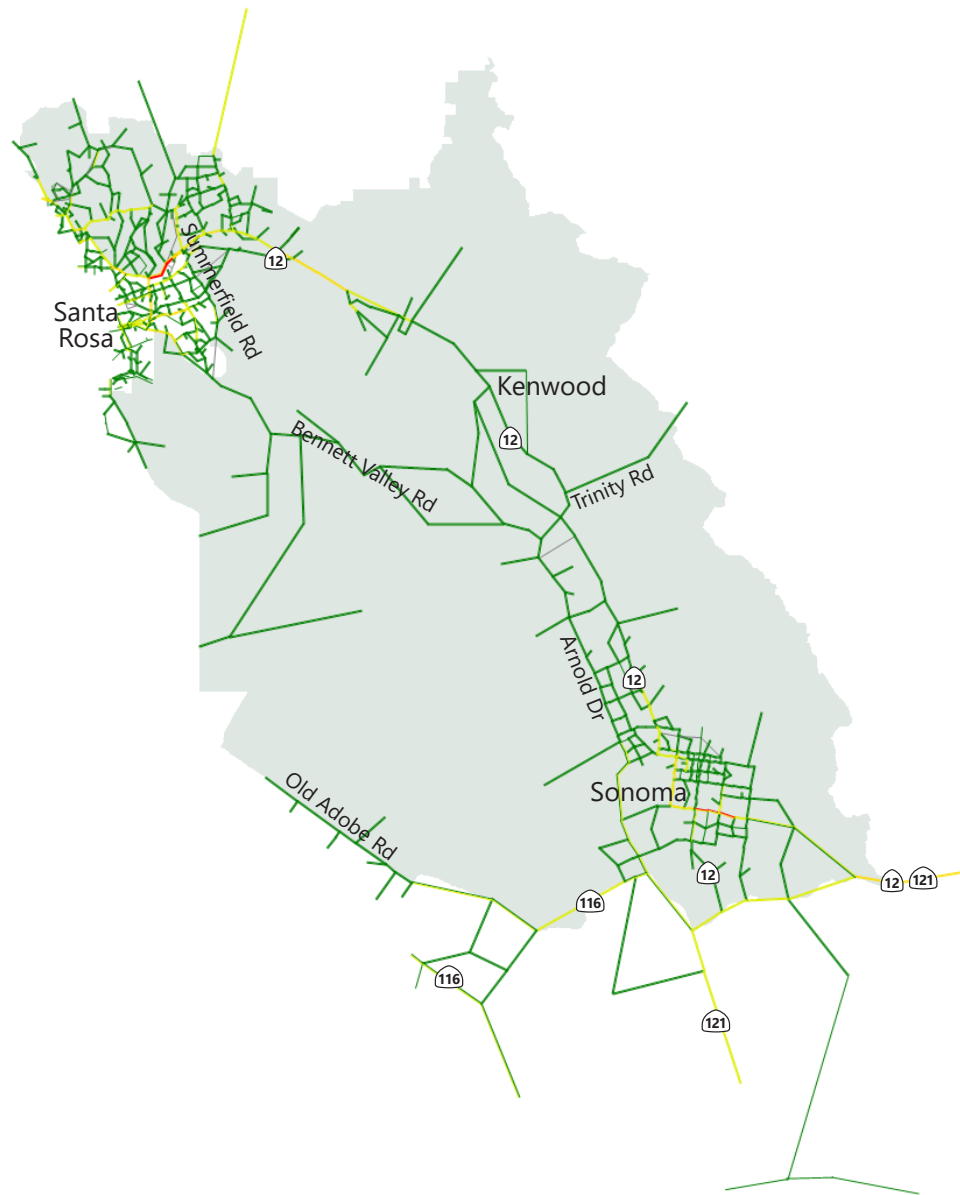 Summerfield Rd
12
Santa
Rosa
Kenwood
12
Bennett Valley Rd
Trinity Rd
Arnold Dr
12
Old Adobe Rd
Sonoma
12
12
121
116
116
121